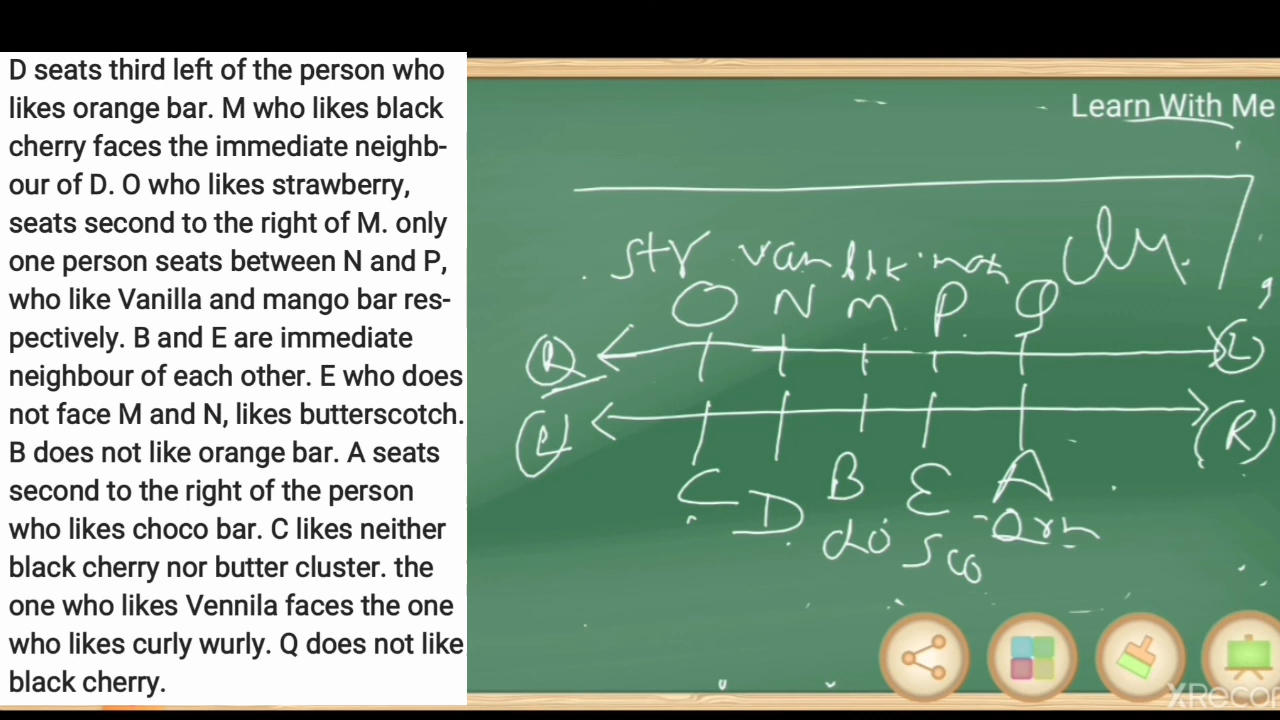 D seats third left of the person who
likes orange bar. M who likes black
cherry faces the immediate neighb-
our of D. O who likes strawberry,
seats second to the right of M. only
one person seats between N and P,
who like Vanilla and mango bar res-
pectively. B and E are immediate
neighbour of each other. E who does
not face M and N, likes butterscotch.
B does not like orange bar. A seats
second to the right of the person
who likes choco bar. C likes neither
black cherry nor butter cluster. the
one who likes Vennila faces the one
who likes curly wurly. Q does not like
black cherry.
Learn With Me
str van
O N M P Q
R L
L R
C D B E A
XRecor